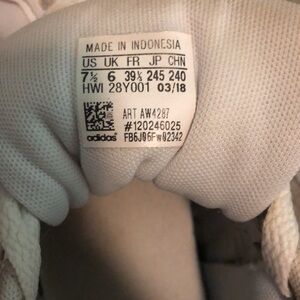 MADE IN INDONESIA
US UK FR JP CHN
7½ 6 39⅓ 245 240
HWI 28Y001 03/18
ART AW4287
#120246025
adidas FB6J06Fw02342